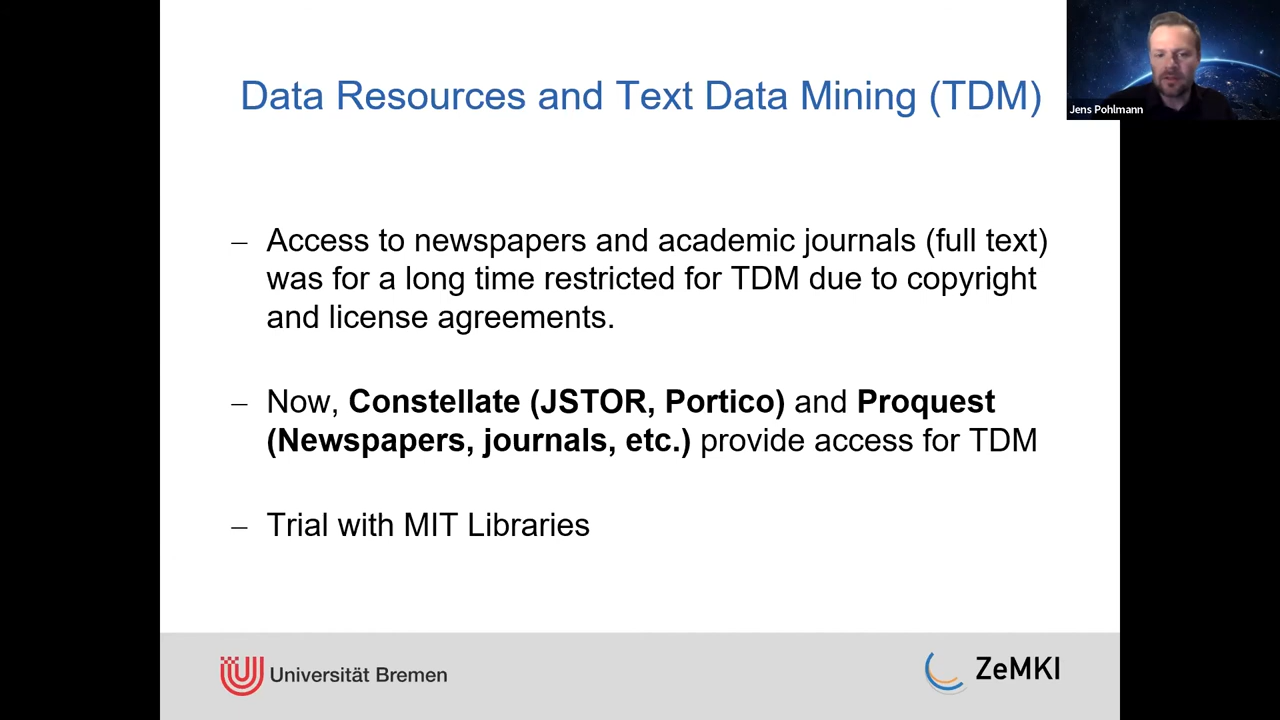 Data Resources and Text Data Mining (TDM)
Jens Pohlmann
– Access to newspapers and academic journals (full text)
was for a long time restricted for TDM due to copyright
and license agreements.
– Now, Constellate (JSTOR, Portico) and Proquest
(Newspapers, journals, etc.) provide access for TDM
– Trial with MIT Libraries
Universität Bremen
ZeMKI